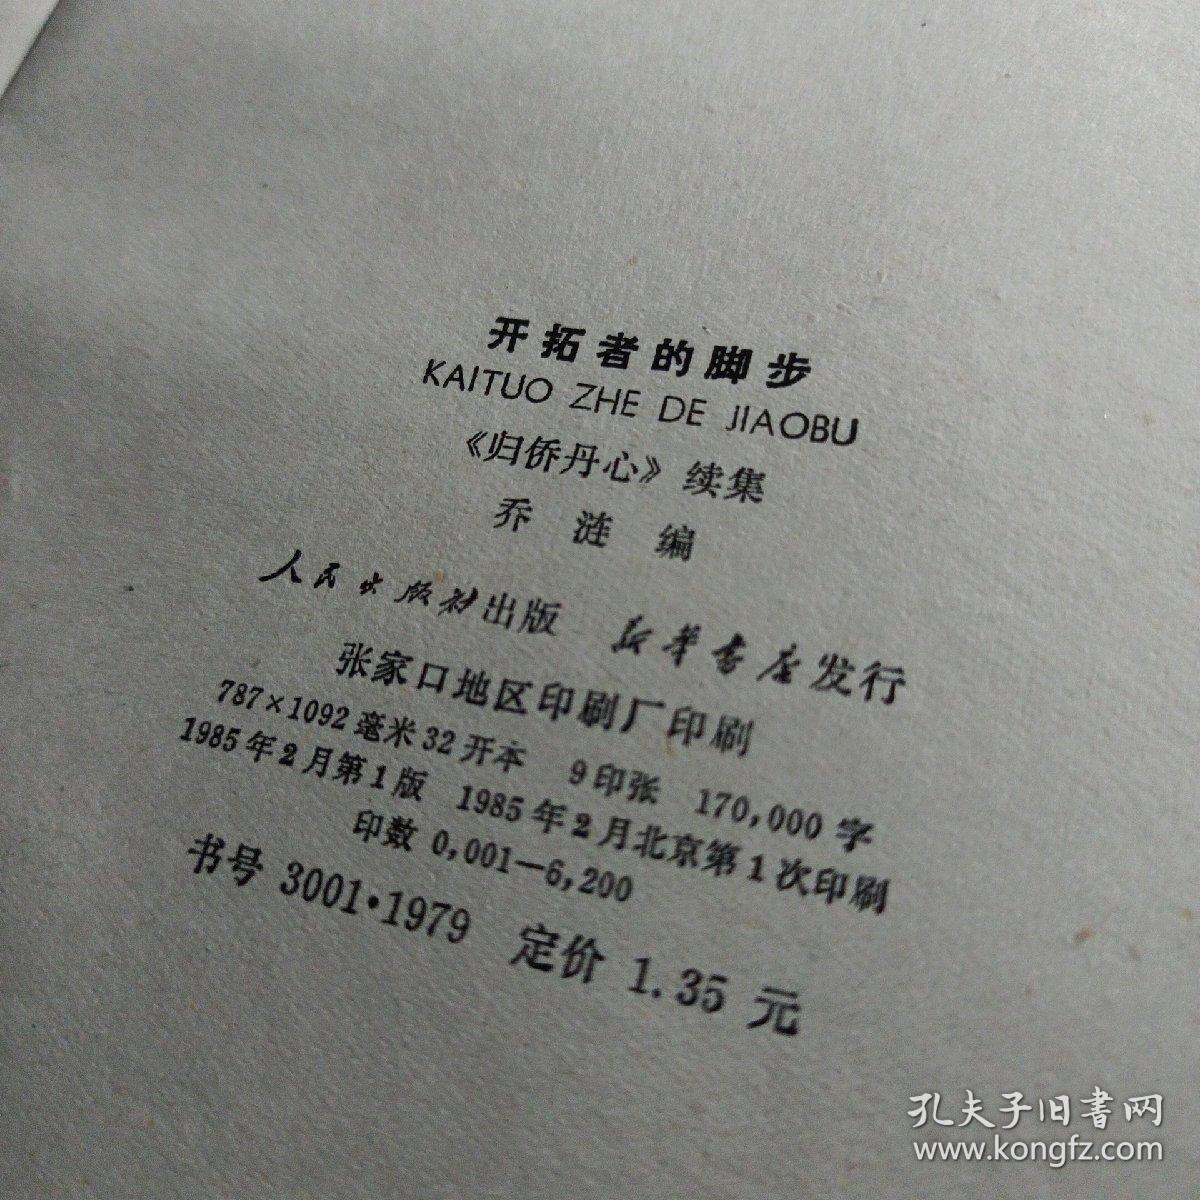 开拓者的脚步
KAITUO ZHE DE JIAOBU
《归侨丹心》续集
乔涟编
人民出版社出版 新华书店发行
张家口地区印刷厂印刷
787×1092毫米32开本 9印张 170,000字
1985年2月第1版 1985年2月北京第1次印刷
印数 0,001—6,200
书号 3001·1979 定价 1.35 元
孔夫子旧書网
www.kongfz.com